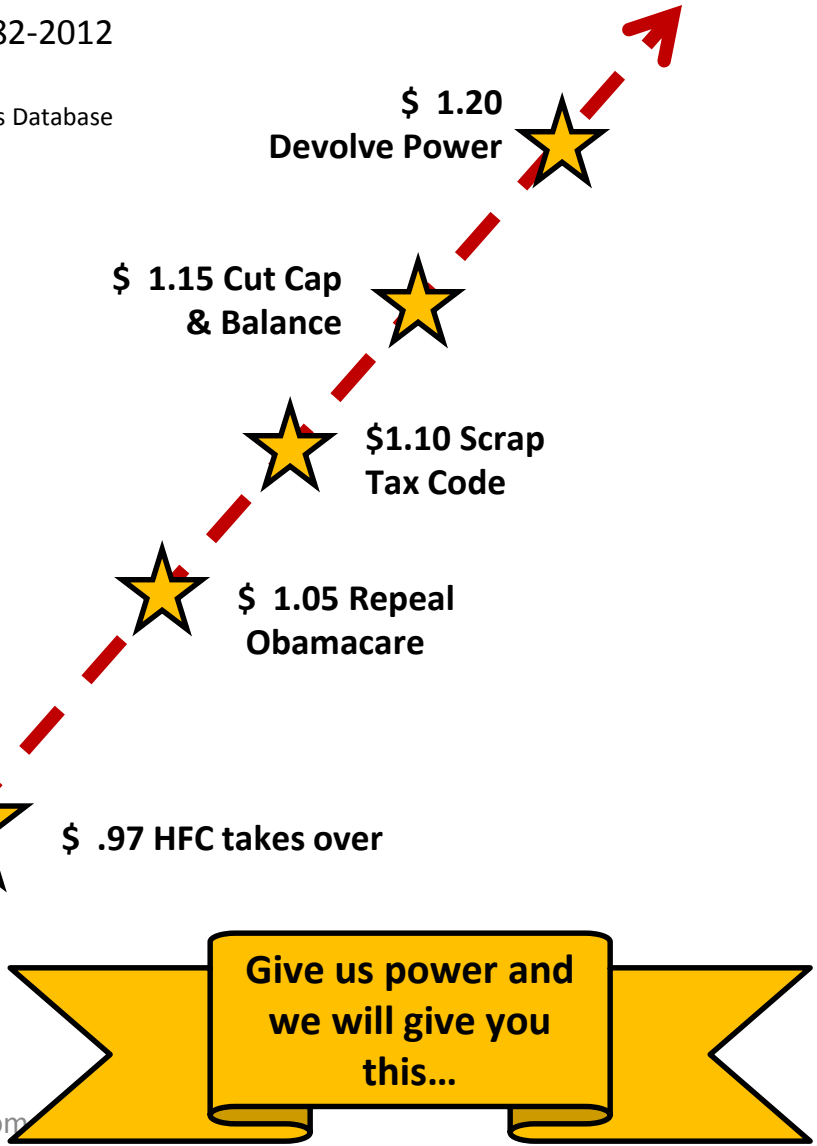 82-2012
s Database
$ 1.20
Devolve Power
$ 1.15 Cut Cap
& Balance
$1.10 Scrap
Tax Code
$ 1.05 Repeal
Obamacare
$ .97 HFC takes over
Give us power and
we will give you
this…
om